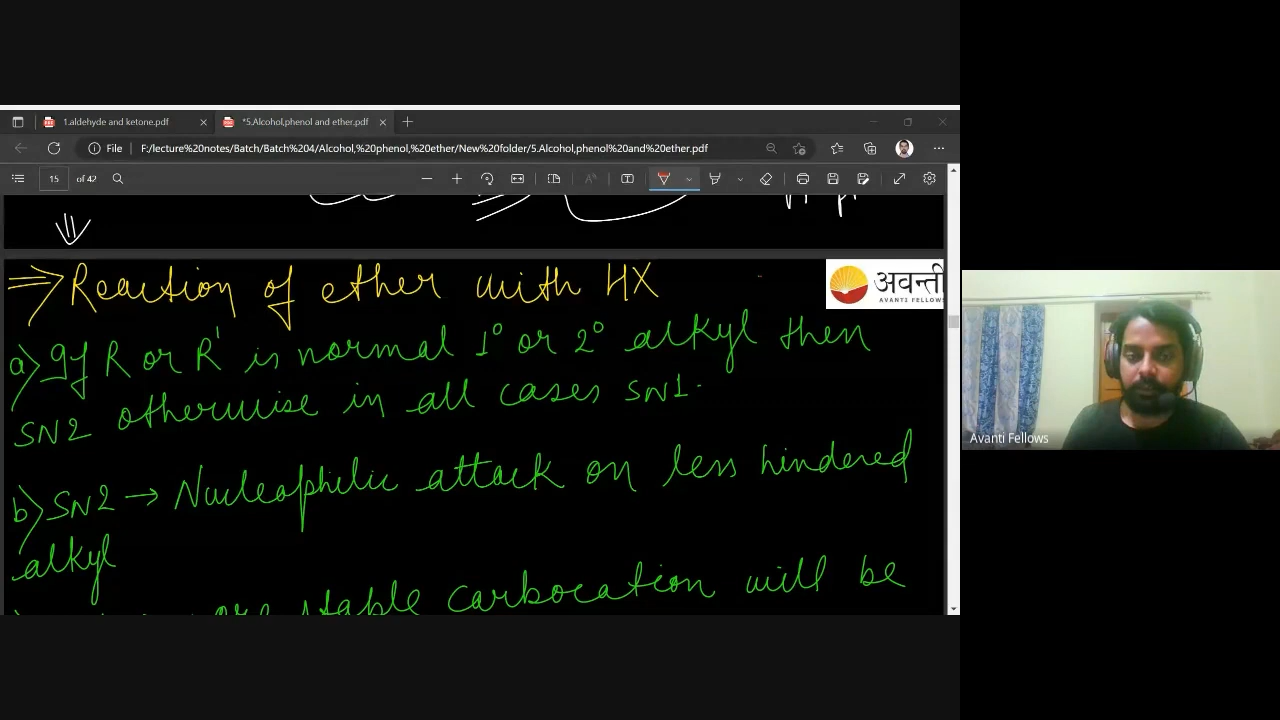 1.aldehyde and ketone.pdf
*5.Alcohol,phenol and ether.pdf
File
F:/lecture%20notes/Batch/Batch%204/Alcohol,%20phenol,%20ether/New%20folder/5.Alcohol,phenol%20and%20ether.pdf
15 of 42
⇒ Reaction of ether with HX
अवन्ती
AVANTI FELLOWS
a) If R or R' is normal 1° or 2° alkyl then
SN2 otherwise in all cases SN1.
b) SN2 → Nucleophilic attack on less hindered
alkyl
stable carbocation will be
Avanti Fellows